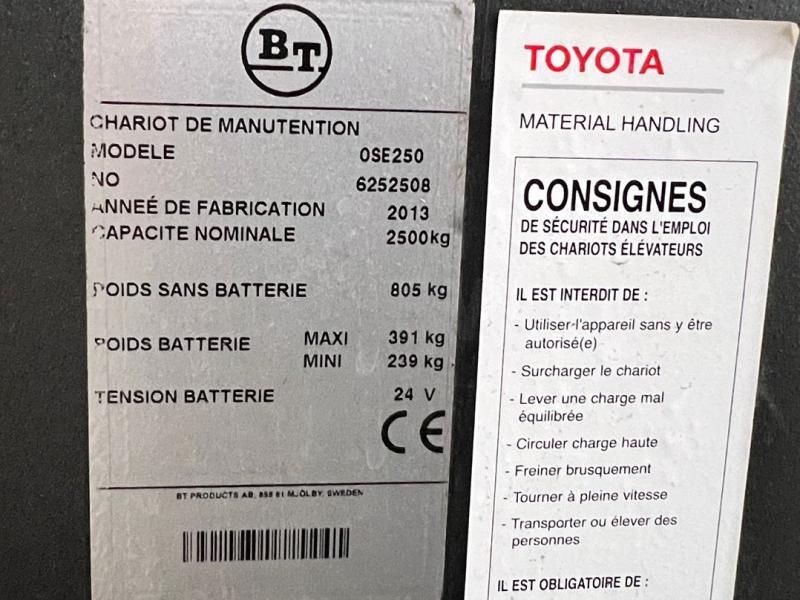 BT
CHARIOT DE MANUTENTION
MODELE OSE250
NO 6252508
ANNEÉ DE FABRICATION 2013
CAPACITE NOMINALE 2500kg
POIDS SANS BATTERIE 805 kg
POIDS BATTERIE MAXI 391 kg
MINI 239 kg
TENSION BATTERIE 24 V
CE
BT PRODUCTS AB, 858 81 MJÖLBY, SWEDEN
TOYOTA
MATERIAL HANDLING
CONSIGNES
DE SÉCURITÉ DANS L'EMPLOI
DES CHARIOTS ÉLÉVATEURS
IL EST INTERDIT DE :
- Utiliser l'appareil sans y être
autorisé(e)
- Surcharger le chariot
- Lever une charge mal
équilibrée
- Circuler charge haute
- Freiner brusquement
- Tourner à pleine vitesse
- Transporter ou élever des
personnes
IL EST OBLIGATOIRE DE :